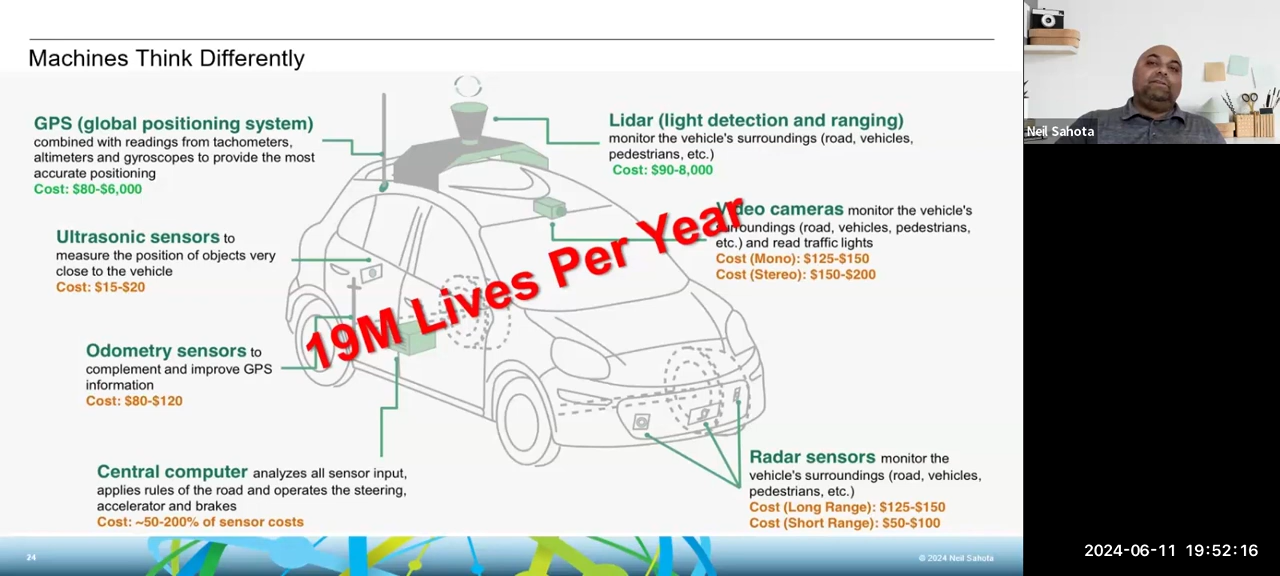 Machines Think Differently
GPS (global positioning system)
combined with readings from tachometers,
altimeters and gyroscopes to provide the most
accurate positioning
Cost: $80-$6,000
Lidar (light detection and ranging)
monitor the vehicle's surroundings (road, vehicles,
pedestrians, etc.)
Cost: $90-8,000
Ultrasonic sensors to
measure the position of objects very
close to the vehicle
Cost: $15-$20
Video cameras monitor the vehicle's
surroundings (road, vehicles, pedestrians,
etc.) and read traffic lights
Cost (Mono): $125-$150
Cost (Stereo): $150-$200
19M Lives Per Year
Odometry sensors to
complement and improve GPS
information
Cost: $80-$120
Central computer analyzes all sensor input,
applies rules of the road and operates the steering,
accelerator and brakes
Cost: ~50-200% of sensor costs
Radar sensors monitor the
vehicle's surroundings (road, vehicles,
pedestrians, etc.)
Cost (Long Range): $125-$150
Cost (Short Range): $50-$100
24
© 2024 Neil Sahota
Neil Sahota
2024-06-11 19:52:16